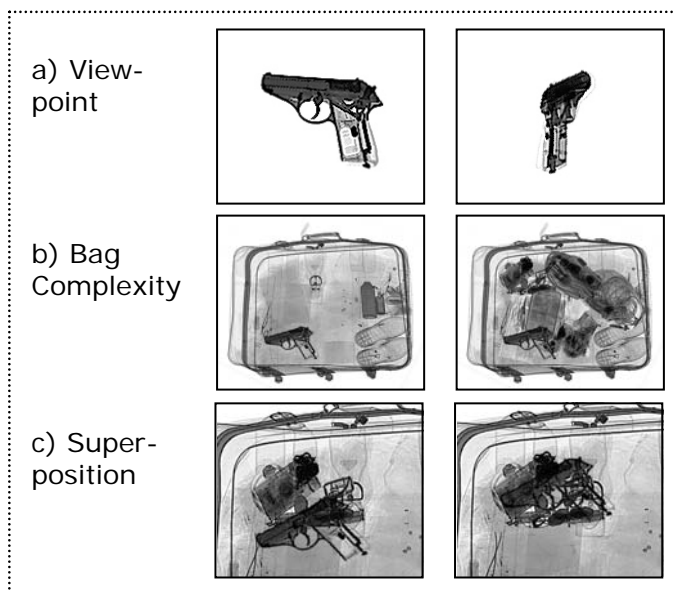 a) View-
point
b) Bag
Complexity
c) Super-
position